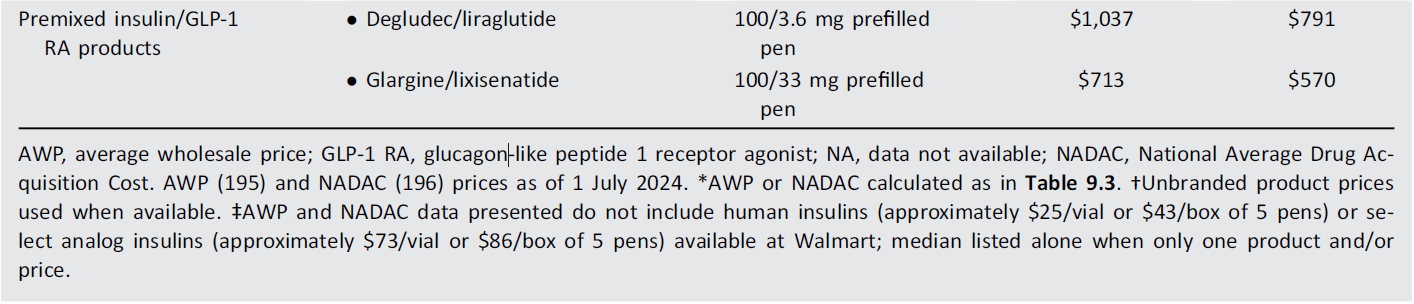 Premixed insulin/GLP-1 ● Degludec/liraglutide 100/3.6 mg prefilled $1,037 $791
RA products pen
● Glargine/lixisenatide 100/33 mg prefilled $713 $570
pen
AWP, average wholesale price; GLP-1 RA, glucagon-like peptide 1 receptor agonist; NA, data not available; NADAC, National Average Drug Ac-
quisition Cost. AWP (195) and NADAC (196) prices as of 1 July 2024. *AWP or NADAC calculated as in Table 9.3. †Unbranded product prices
used when available. ‡AWP and NADAC data presented do not include human insulins (approximately $25/vial or $43/box of 5 pens) or se-
lect analog insulins (approximately $73/vial or $86/box of 5 pens) available at Walmart; median listed alone when only one product and/or
price.